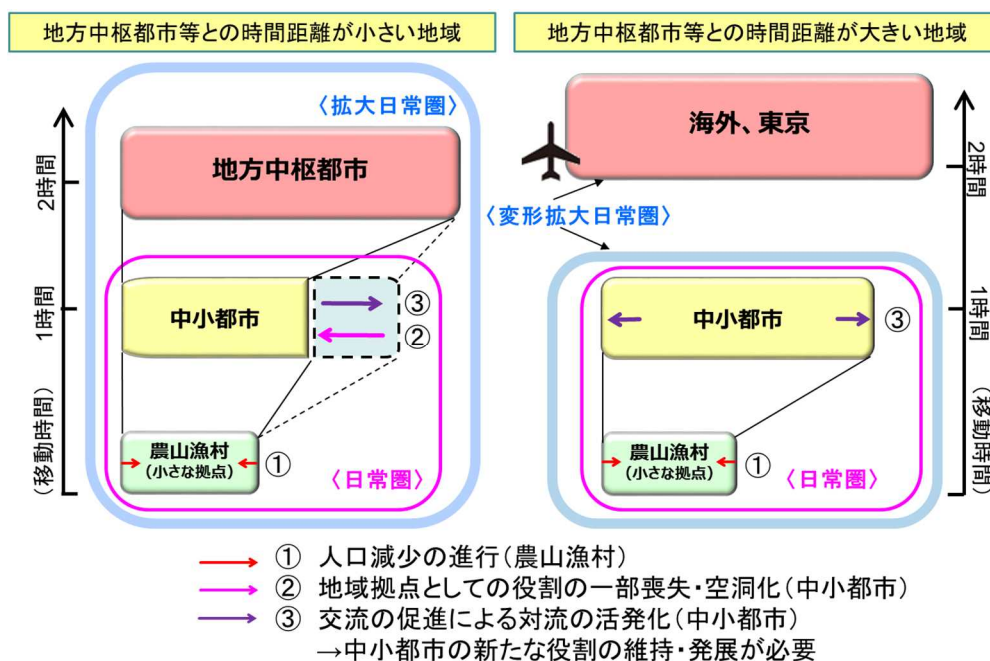 地方中枢都市等との時間距離が小さい地域
〈拡大日常圏〉
地方中枢都市
2時間
中小都市
③
②
1時間
農山漁村
(小さな拠点)
①
〈日常圏〉
(移動時間)
地方中枢都市等との時間距離が大きい地域
海外、東京
2時間
〈変形拡大日常圏〉
中小都市
③
1時間
農山漁村
(小さな拠点)
①
〈日常圏〉
(移動時間)
① 人口減少の進行(農山漁村)
② 地域拠点としての役割の一部喪失・空洞化(中小都市)
③ 交流の促進による対流の活発化(中小都市)
→中小都市の新たな役割の維持・発展が必要